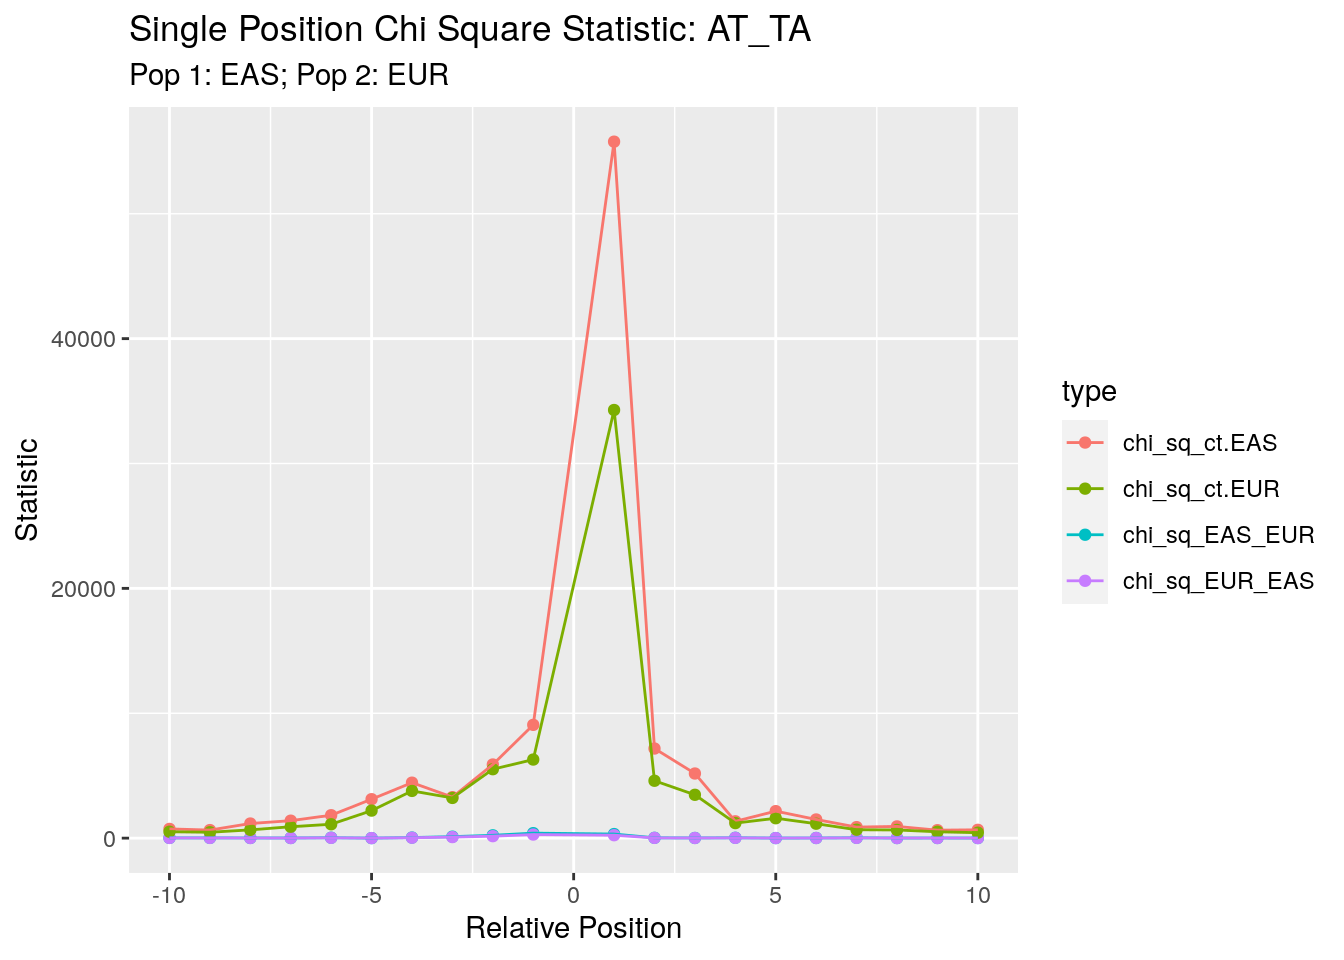 Single Position Chi Square Statistic: AT_TA
Pop 1: EAS; Pop 2: EUR
Statistic
40000
20000
0
-10 -5 0 5 10
Relative Position
type
chi_sq_ct.EAS
chi_sq_ct.EUR
chi_sq_EAS_EUR
chi_sq_EUR_EAS